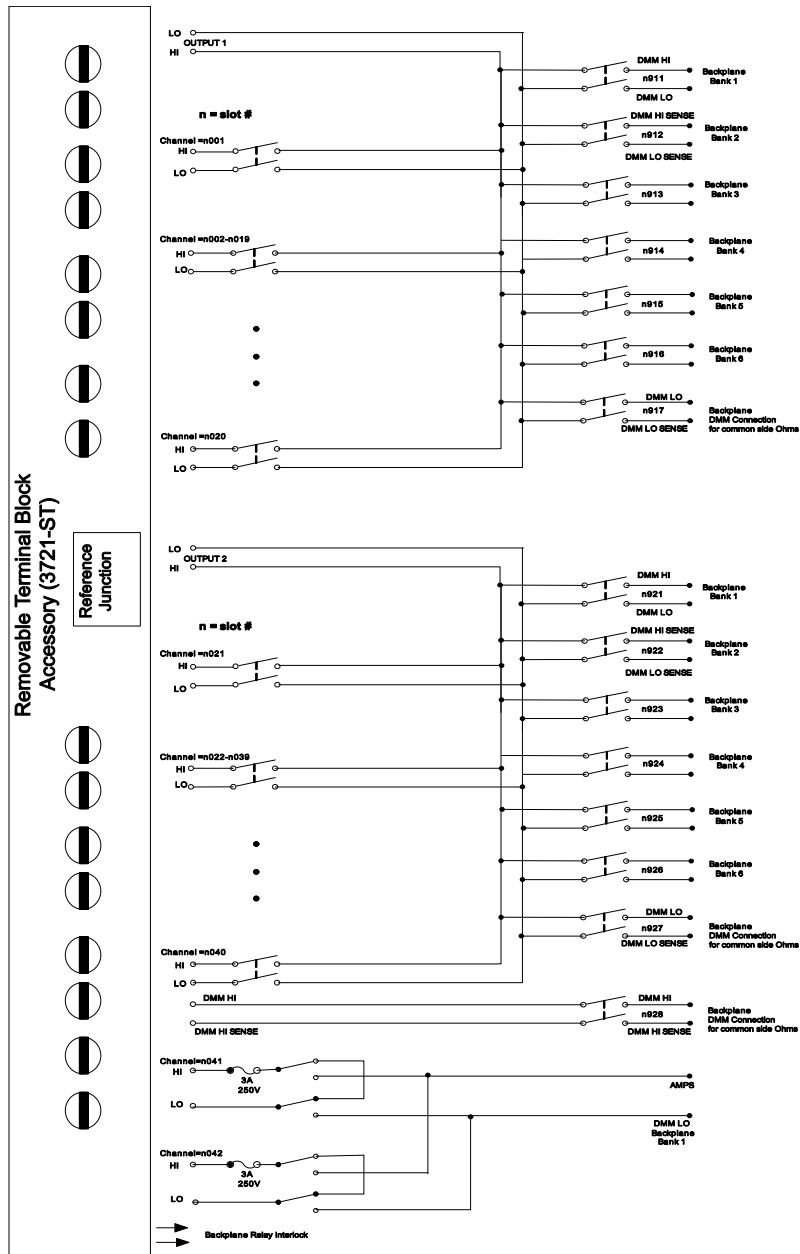 Removable Terminal Block
Accessory (3721-ST)
Reference
Junction
LO
OUTPUT 1
HI
n = slot #
Channel =n001
HI
LO
Channel =n002-n019
HI
LO
Channel =n020
HI
LO
DMM HI
n911
DMM LO
Backplane
Bank 1
DMM HI SENSE
n912
DMM LO SENSE
Backplane
Bank 2
n913
Backplane
Bank 3
n914
Backplane
Bank 4
n915
Backplane
Bank 5
n916
Backplane
Bank 6
DMM LO
n917
DMM LO SENSE
Backplane
DMM Connection
for common side Ohms
LO
OUTPUT 2
HI
n = slot #
Channel =n021
HI
LO
Channel =n022-n039
HI
LO
Channel =n040
HI
LO
DMM HI
n921
DMM LO
Backplane
Bank 1
DMM HI SENSE
n922
DMM LO SENSE
Backplane
Bank 2
n923
Backplane
Bank 3
n924
Backplane
Bank 4
n925
Backplane
Bank 5
n926
Backplane
Bank 6
DMM LO
n927
DMM LO SENSE
Backplane
DMM Connection
for common side Ohms
DMM HI
DMM HI SENSE
DMM HI
n928
DMM HI SENSE
Backplane
DMM Connection
for common side Ohms
Channel=n041
HI
3A
250V
LO
AMPS
DMM LO
Backplane
Bank 1
Channel=n042
HI
3A
250V
LO
Backplane Relay Interlock